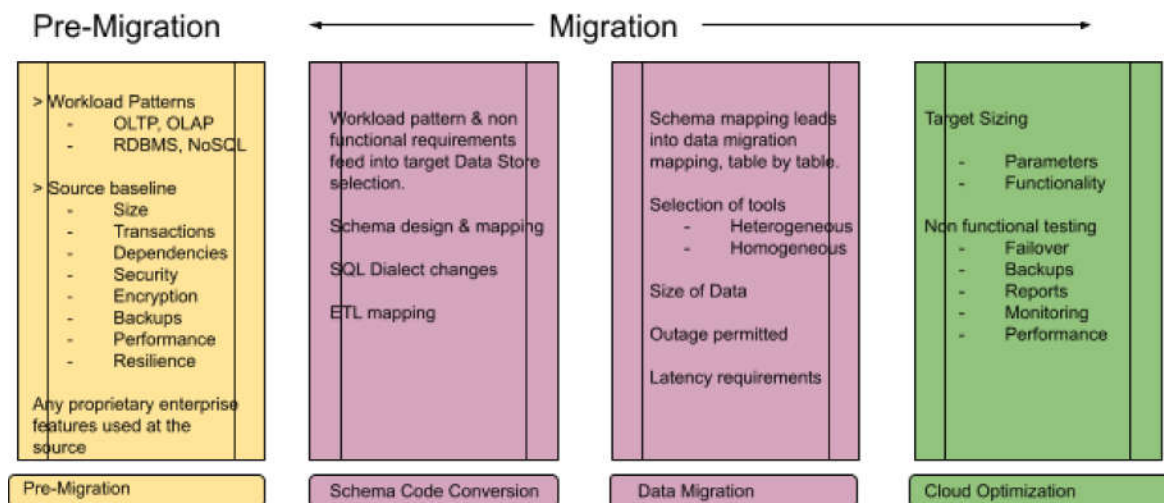 Pre-Migration
Migration
> Workload Patterns
- OLTP, OLAP
- RDBMS, NoSQL
> Source baseline
- Size
- Transactions
- Dependencies
- Security
- Encryption
- Backups
- Performance
- Resilience
Any proprietary enterprise
features used at the
source
Pre-Migration
Workload pattern & non
functional requirements
feed into target Data Store
selection.
Schema design & mapping
SQL Dialect changes
ETL mapping
Schema Code Conversion
Schema mapping leads
into data migration
mapping, table by table.
Selection of tools
- Heterogeneous
- Homogeneous
Size of Data
Outage permitted
Latency requirements
Data Migration
Target Sizing
- Parameters
- Functionality
Non functional testing
- Failover
- Backups
- Reports
- Monitoring
- Performance
Cloud Optimization